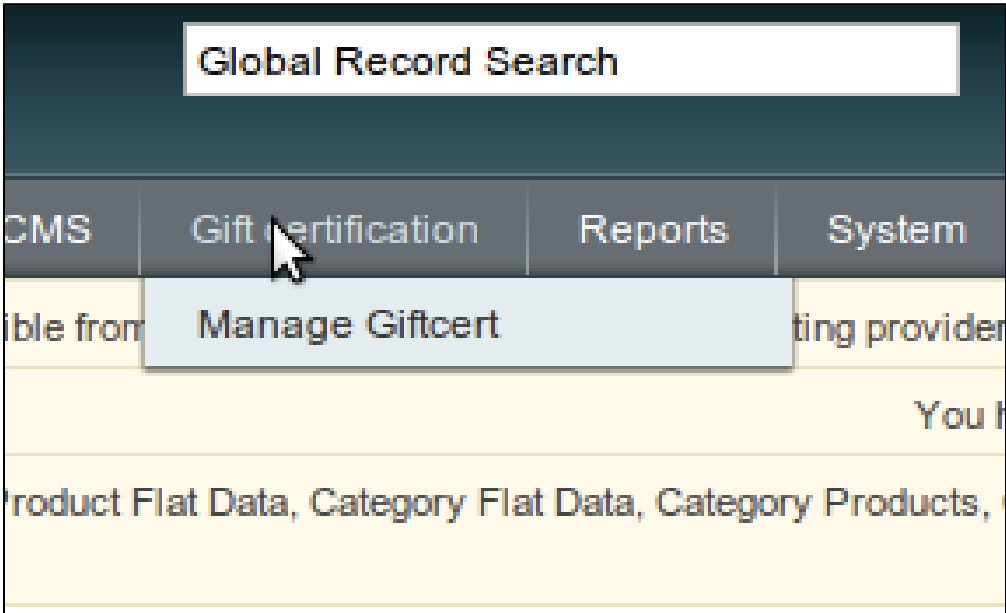 Global Record Search
CMS Gift certification Reports System
Manage Giftcert
ible from ting provider
You h
roduct Flat Data, Category Flat Data, Category Products,